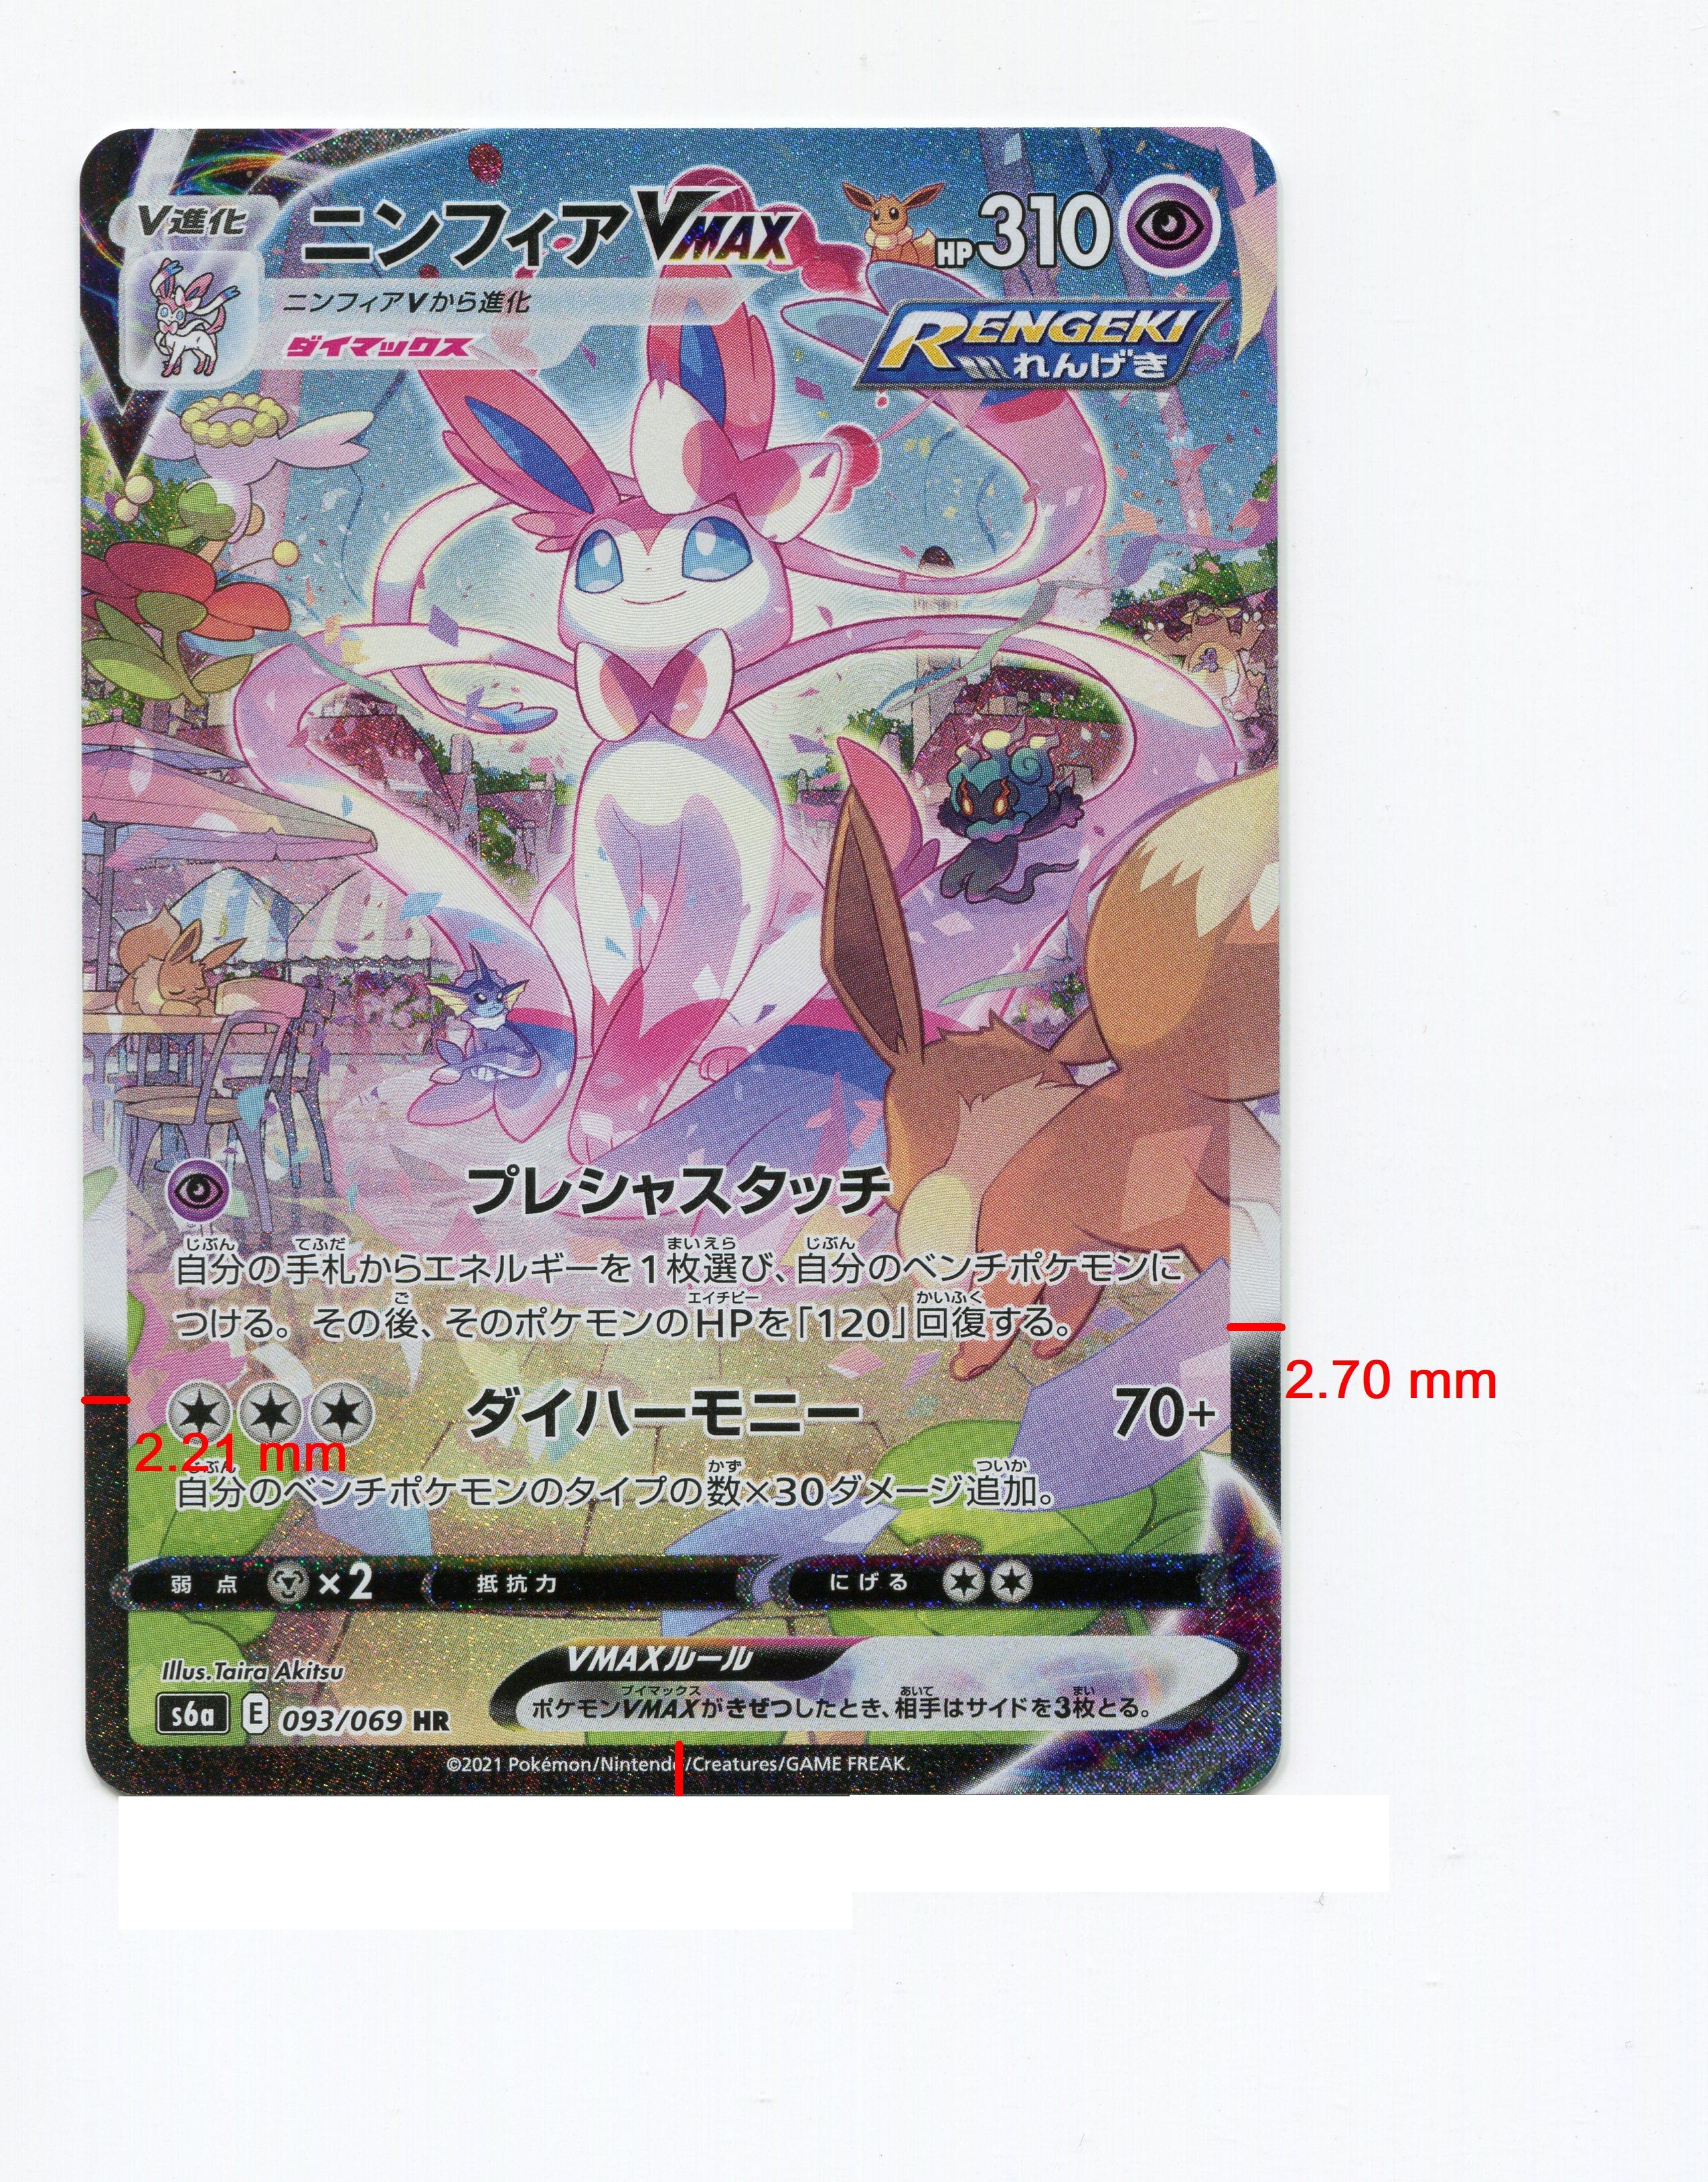 V進化
ニンフィアVMAX
HP310
ニンフィアVから進化
ダイマックス
RENGEKI
れんげき
プレシャスタッチ
じぶん てふだ まいえら じぶん
自分の手札からエネルギーを1枚選び、自分のベンチポケモンに
ご エイチピー かいふく
つける。その後、そのポケモンのHPを「120」回復する。
2.70 mm
ダイハーモニー 70+
2.21 mm
じぶん かず ついか
自分のベンチポケモンのタイプの数×30ダメージ追加。
弱点 ×2 抵抗力 にげる
VMAXルール
Illus.Taira Akitsu
ブイマックス あいて まい
ポケモンVMAXがきぜつしたとき、相手はサイドを3枚とる。
s6a E 093/069 HR
©2021 Pokémon/Nintendo/Creatures/GAME FREAK.